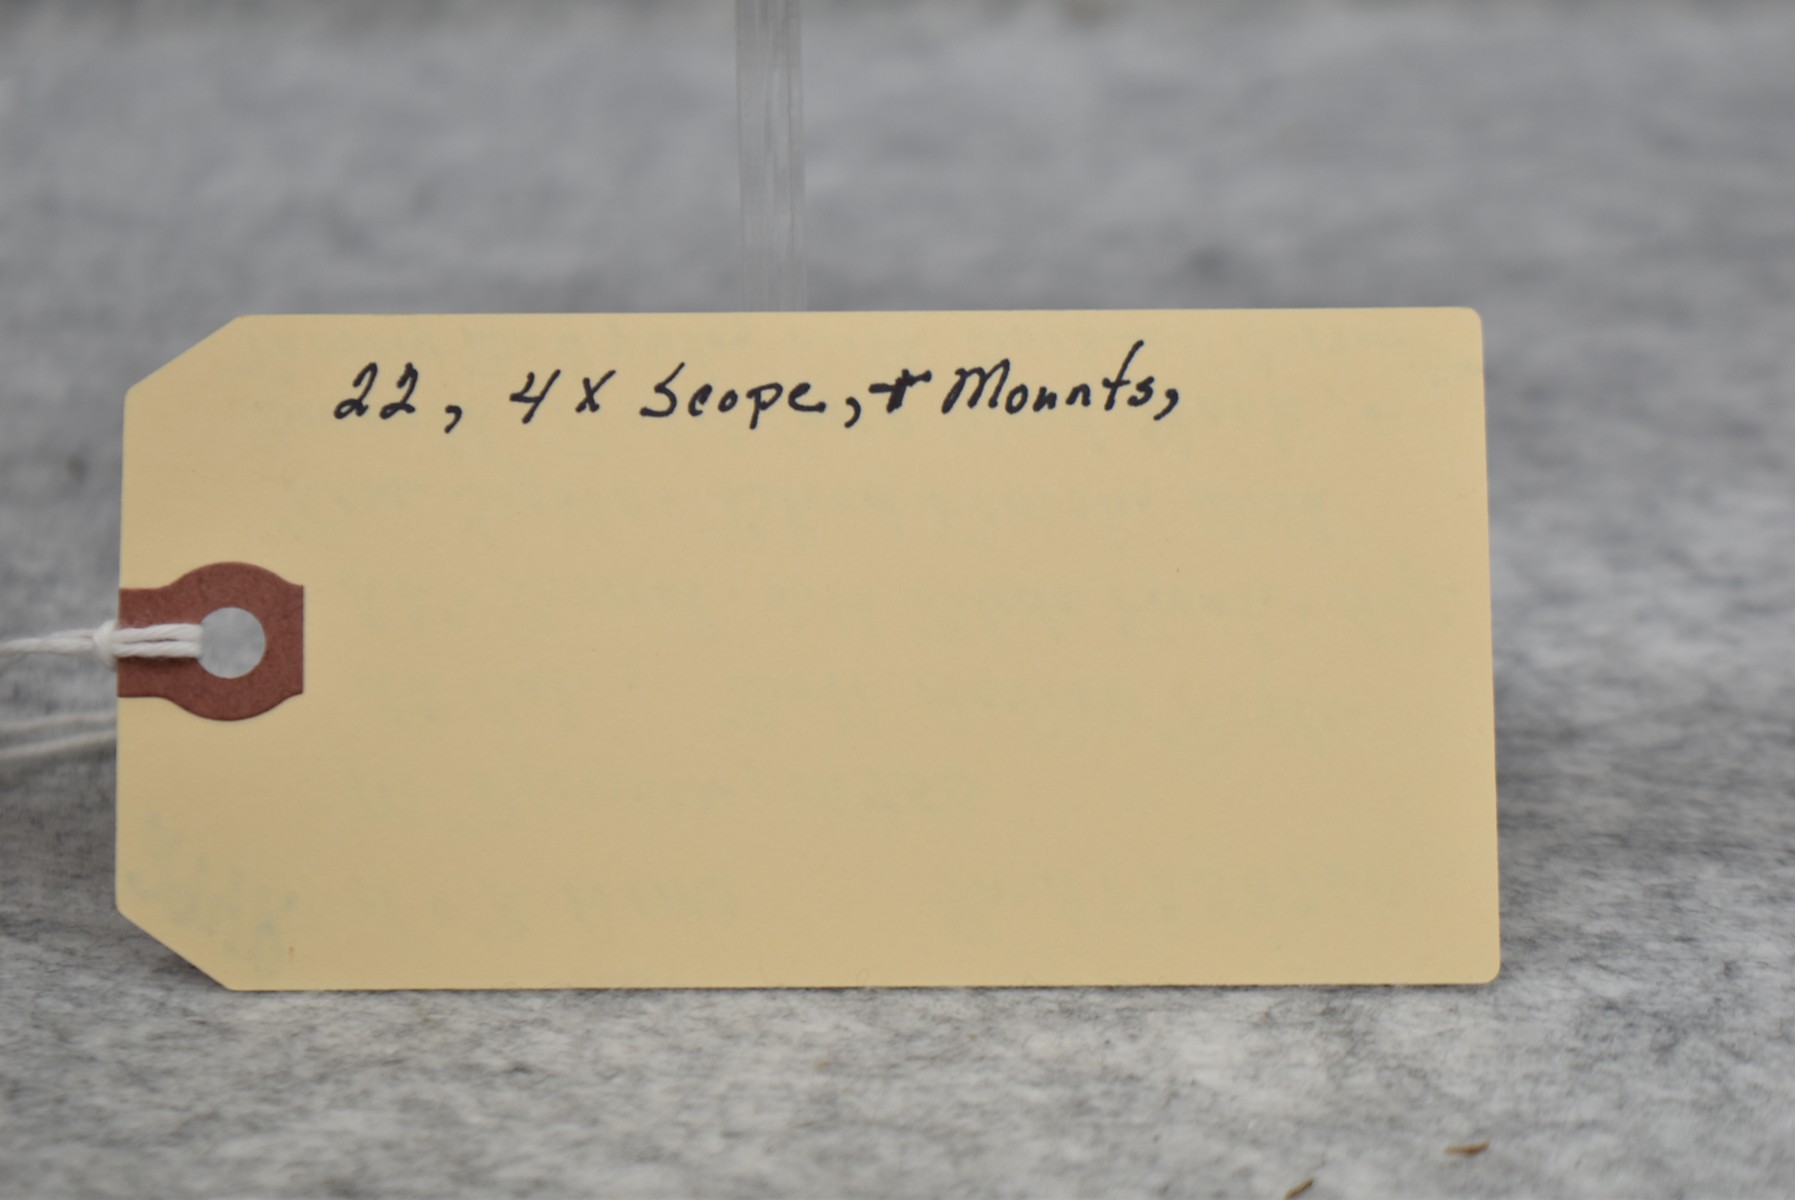 22, 4x Scope, + Mounts,